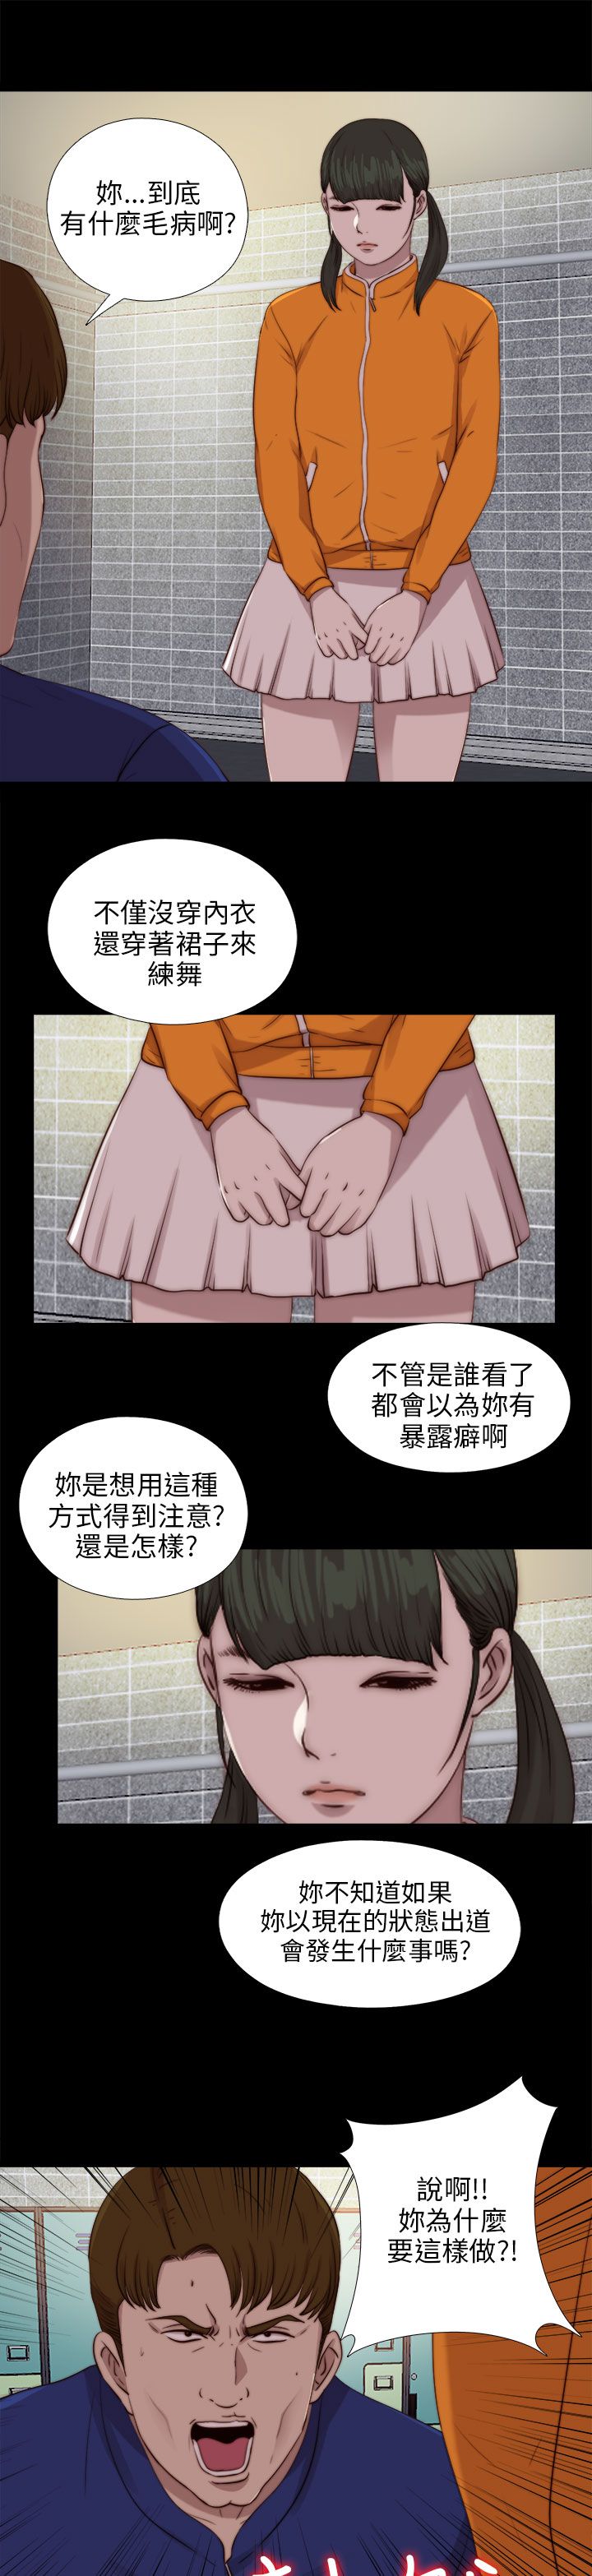 妳...到底
有什麼毛病啊?
不僅沒穿內衣
還穿著裙子來
練舞
不管是誰看了
都會以為妳有
暴露癖啊
妳是想用這種
方式得到注意?
還是怎樣?
妳不知道如果
妳以現在的狀態出道
會發生什麼事嗎?
說啊!!
妳為什麼
要這樣做?!